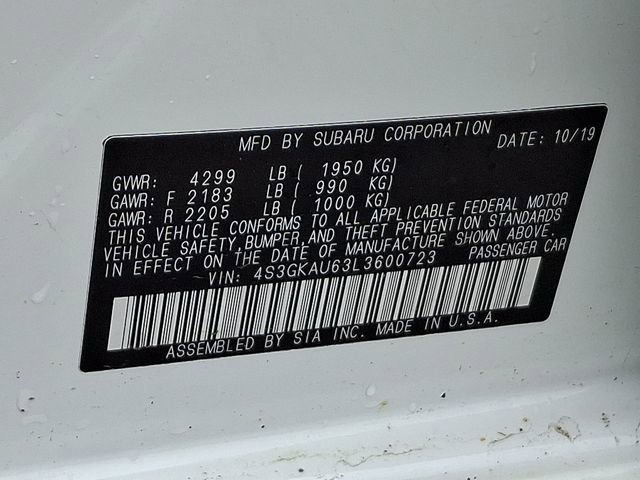 MFD BY SUBARU CORPORATION DATE: 10/19
GVWR: 4299 LB ( 1950 KG)
GAWR: F 2183 LB ( 990 KG)
GAWR: R 2205 LB ( 1000 KG)
THIS VEHICLE CONFORMS TO ALL APPLICABLE FEDERAL MOTOR
VEHICLE SAFETY, BUMPER, AND THEFT PREVENTION STANDARDS
IN EFFECT ON THE DATE OF MANUFACTURE SHOWN ABOVE.
VIN: 4S3GKAU63L3600723 PASSENGER CAR
ASSEMBLED BY SIA INC. MADE IN U.S.A.